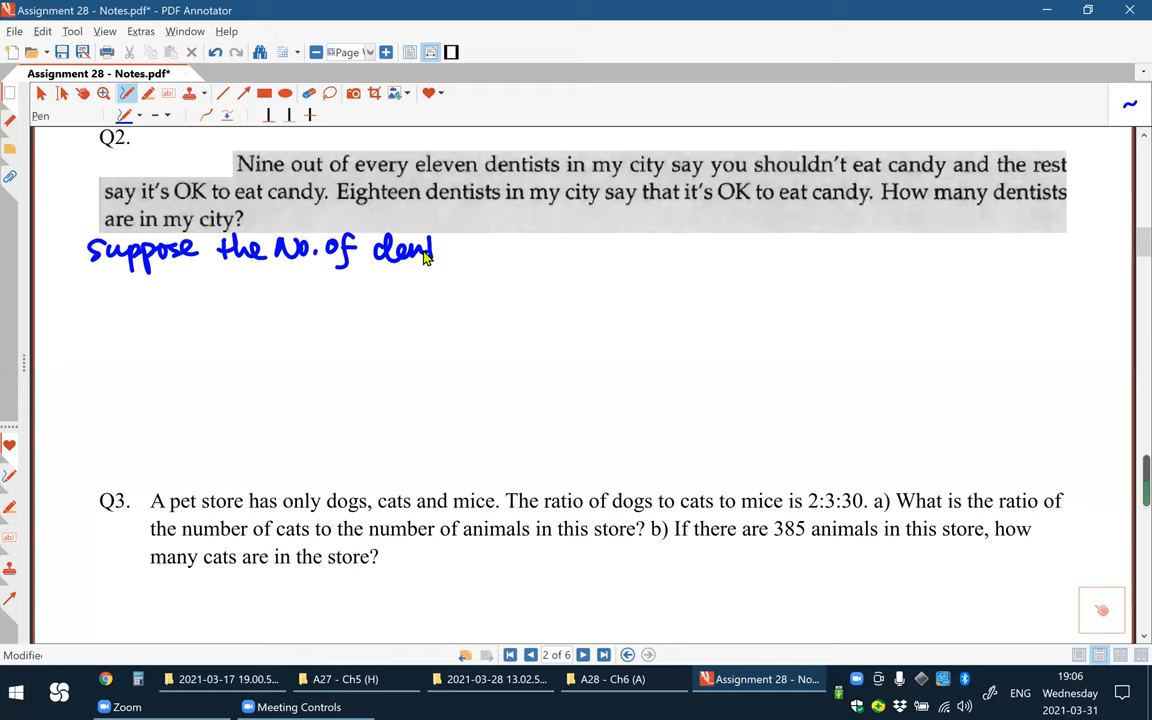 Assignment 28 - Notes.pdf* - PDF Annotator
File Edit Tool View Extras Window Help
Page
Assignment 28 - Notes.pdf*
Pen
Q2.
Nine out of every eleven dentists in my city say you shouldn't eat candy and the rest
say it's OK to eat candy. Eighteen dentists in my city say that it's OK to eat candy. How many dentists
are in my city?
suppose the No. of dent
Q3. A pet store has only dogs, cats and mice. The ratio of dogs to cats to mice is 2:3:30. a) What is the ratio of
the number of cats to the number of animals in this store? b) If there are 385 animals in this store, how
many cats are in the store?
Modifie
2 of 6
2021-03-17 19.00.5...
A27 - Ch5 (H)
2021-03-28 13.02.5...
A28 - Ch6 (A)
Assignment 28 - No...
ENG
19:06
Wednesday
2021-03-31
Zoom
Meeting Controls